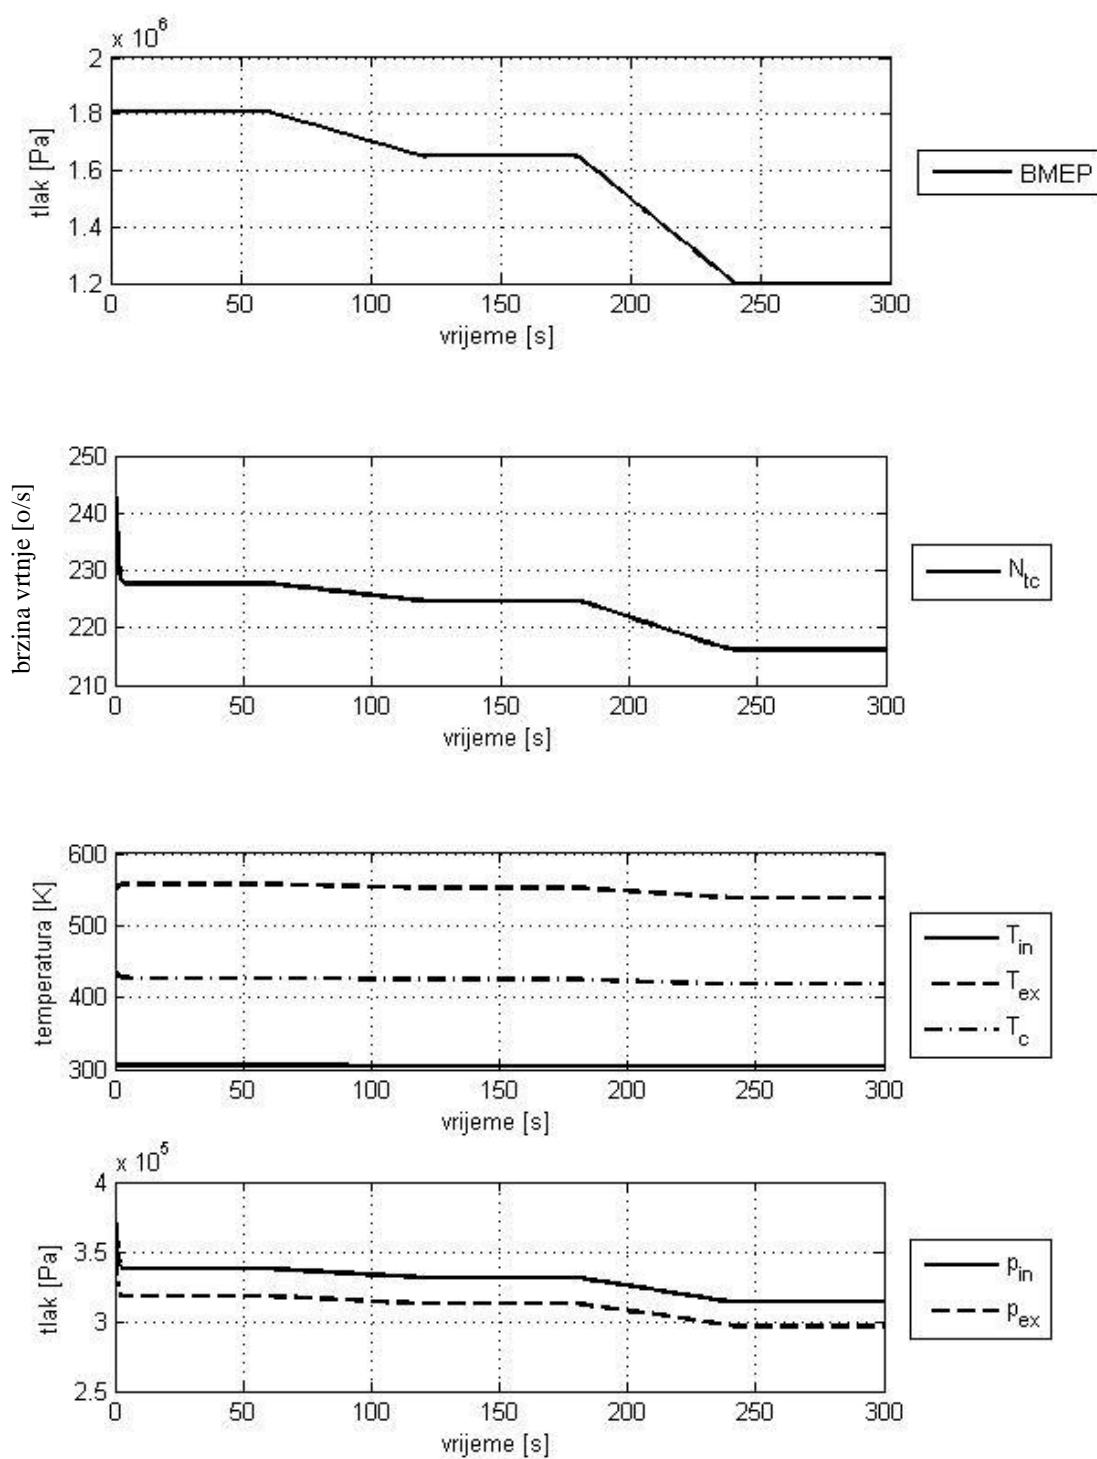 x 10^6
2
1.8
1.6
1.4
1.2
tlak [Pa]
0 50 100 150 200 250 300
vrijeme [s]
BMEP
250
240
230
220
210
brzina vrtnje [o/s]
0 50 100 150 200 250 300
vrijeme [s]
N_tc
600
500
400
300
temperatura [K]
0 50 100 150 200 250 300
vrijeme [s]
T_in
T_ex
T_c
x 10^5
4
3.5
3
2.5
tlak [Pa]
0 50 100 150 200 250 300
vrijeme [s]
p_in
p_ex